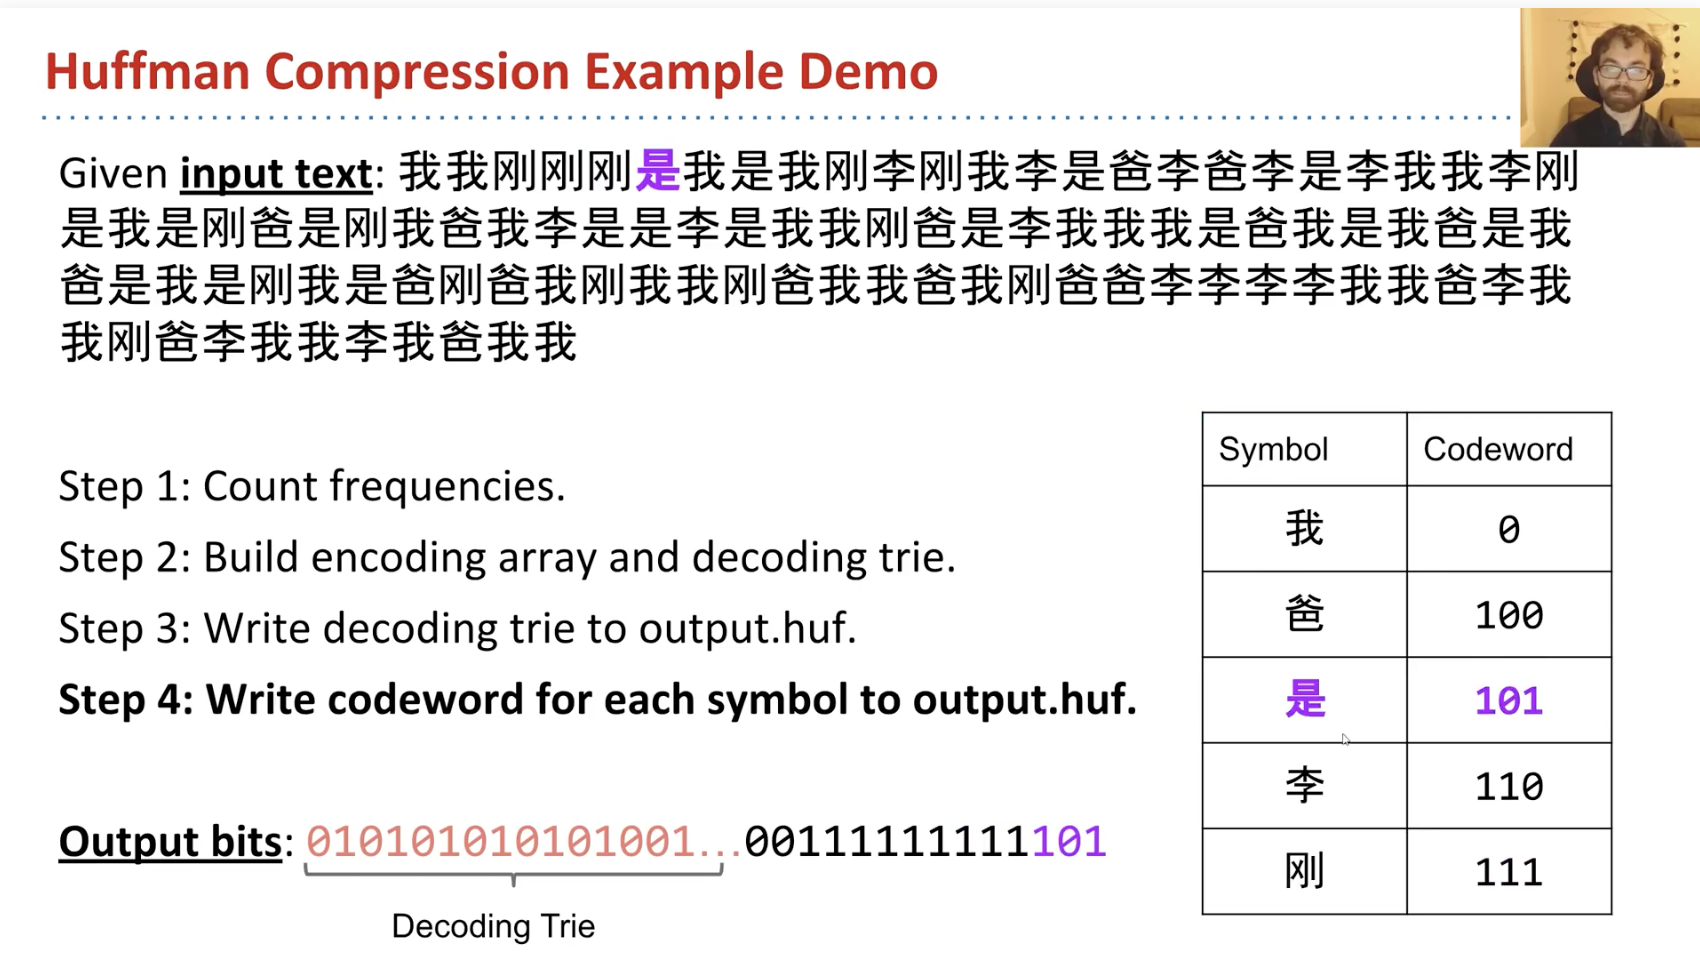 Huffman Compression Example Demo
Given input text: 我我刚刚刚是我是我刚李刚我李是爸李爸李是李我我李刚
是我是刚爸是刚我爸我李是是李是我我刚爸是李我我我是爸我是我爸是我
爸是我是刚我是爸刚爸我刚我我刚爸我我爸我刚爸爸李李李李我我爸李我
我刚爸李我我李我爸我我
Step 1: Count frequencies.
Step 2: Build encoding array and decoding trie.
Step 3: Write decoding trie to output.huf.
Step 4: Write codeword for each symbol to output.huf.
Output bits: 010101010101001...00111111111101
Decoding Trie
Symbol Codeword
我 0
爸 100
是 101
李 110
刚 111